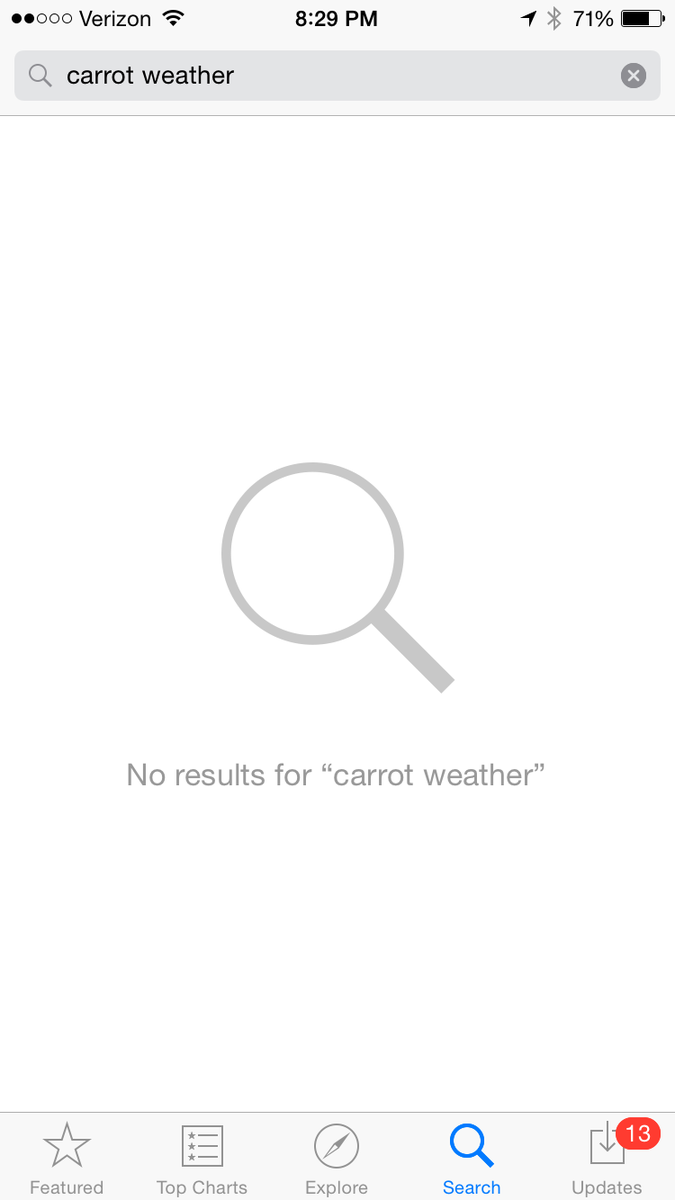 Verizon 8:29 PM 71%
carrot weather
No results for “carrot weather”
13
Featured Top Charts Explore Search Updates